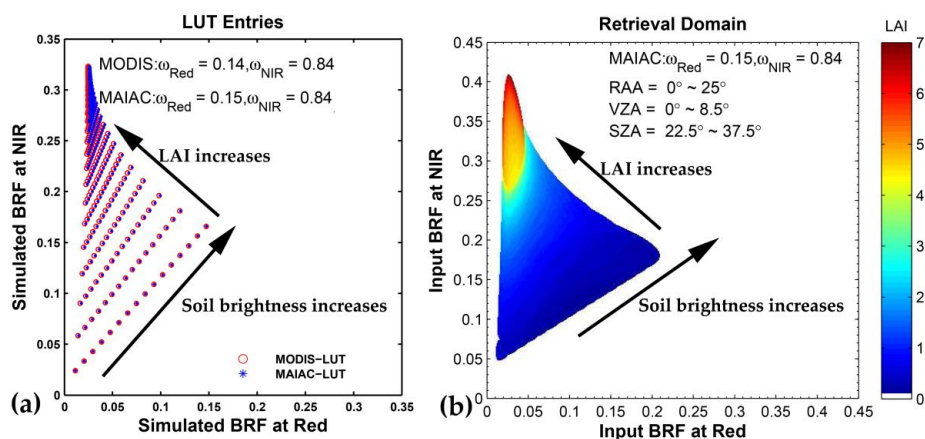 LUT Entries
MODIS:ωRed = 0.14,ωNIR = 0.84
MAIAC:ωRed = 0.15,ωNIR = 0.84
LAI increases
Soil brightness increases
MODIS-LUT
MAIAC-LUT
Simulated BRF at NIR
0.35
0.3
0.25
0.2
0.15
0.1
0.05
0
0 0.05 0.1 0.15 0.2 0.25 0.3 0.35
Simulated BRF at Red
(a)
Retrieval Domain
MAIAC:ωRed = 0.15,ωNIR = 0.84
RAA = 0° ~ 25°
VZA = 0° ~ 8.5°
SZA = 22.5° ~ 37.5°
LAI increases
Soil brightness increases
Input BRF at NIR
0.45
0.4
0.35
0.3
0.25
0.2
0.15
0.1
0.05
0
0 0.05 0.1 0.15 0.2 0.25 0.3 0.35 0.45
Input BRF at Red
(b)
LAI
7
6
5
4
3
2
1
0